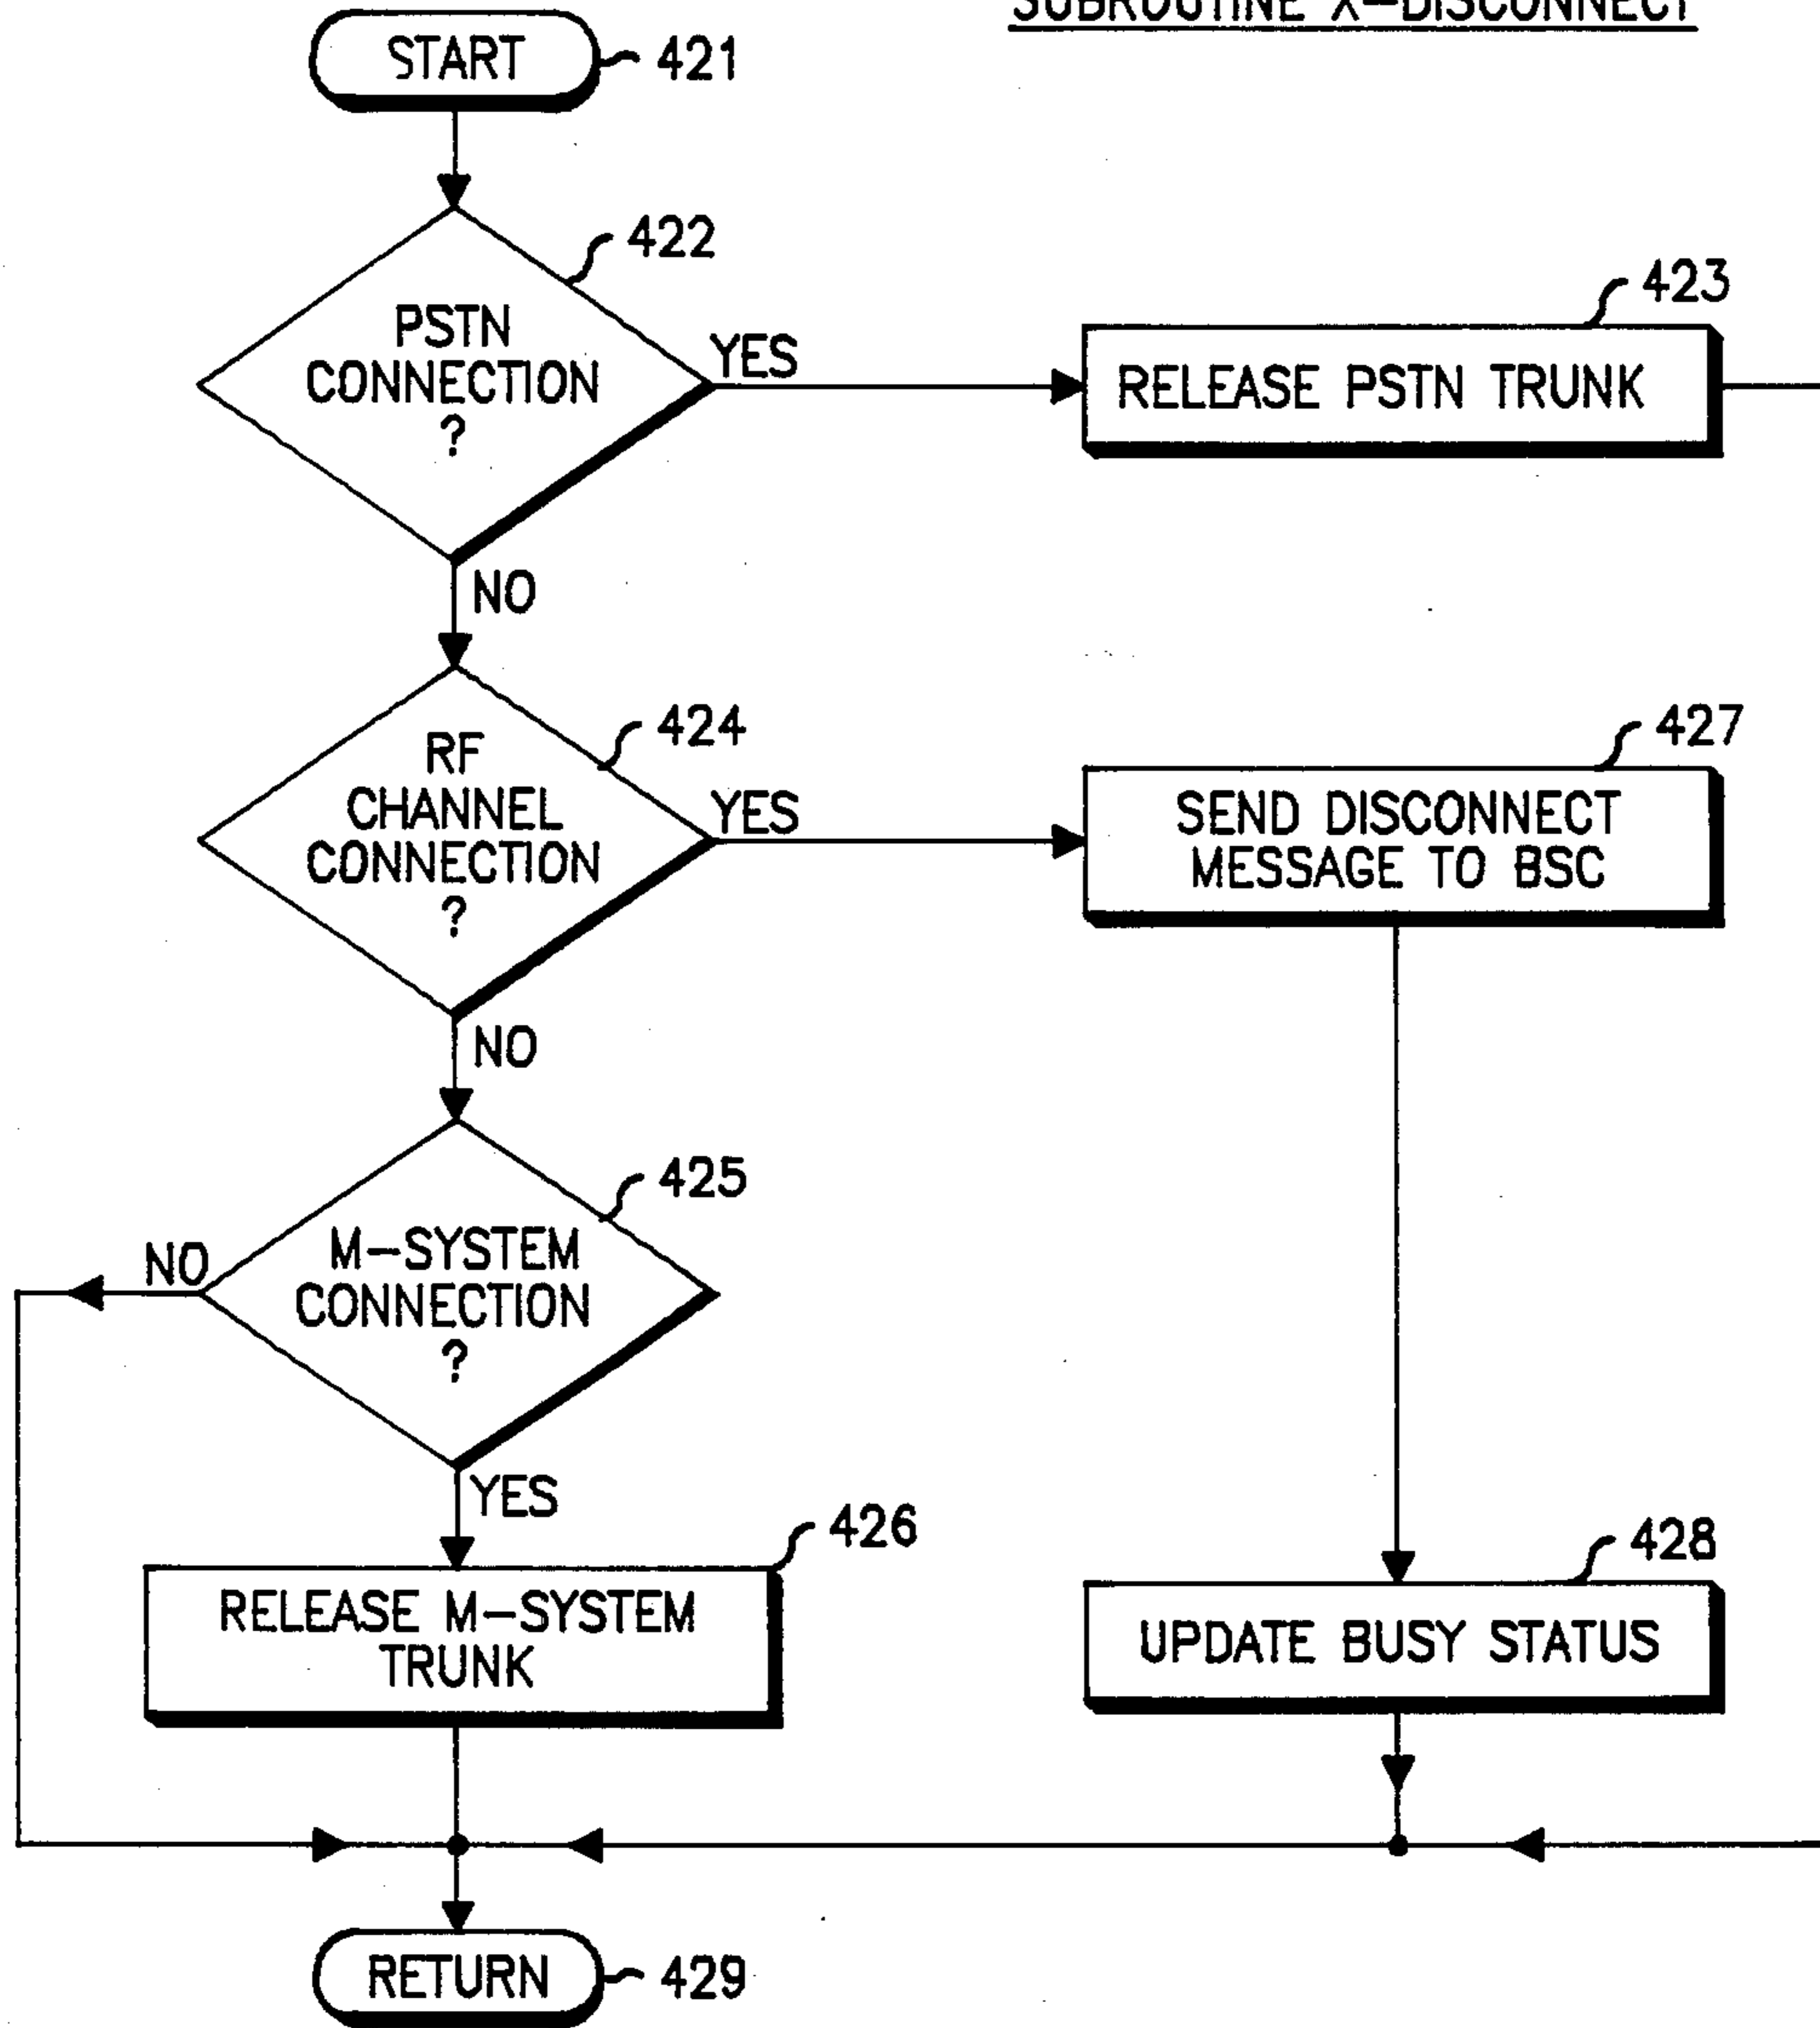 SUBROUTINE X-DISCONNECT
START
421
422
PSTN
CONNECTION
?
YES
423
RELEASE PSTN TRUNK
NO
424
RF
CHANNEL
CONNECTION
?
YES
427
SEND DISCONNECT
MESSAGE TO BSC
NO
425
M-SYSTEM
CONNECTION
?
NO
YES
426
RELEASE M-SYSTEM
TRUNK
428
UPDATE BUSY STATUS
RETURN
429